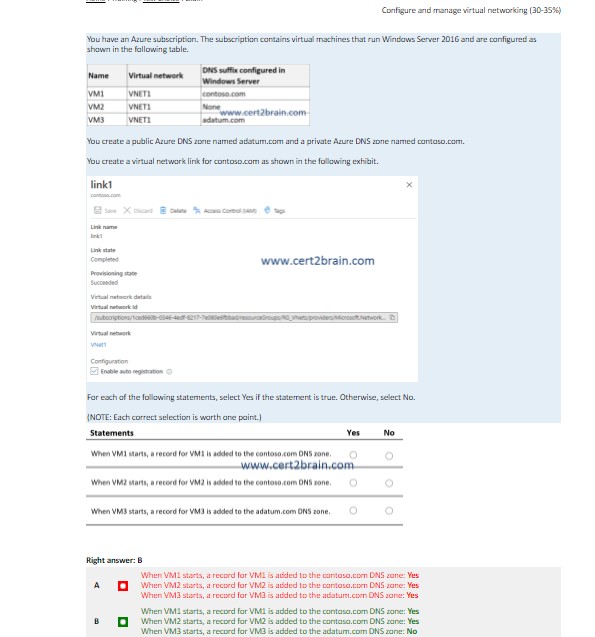 Configure and manage virtual networking (30-35%)
You have an Azure subscription. The subscription contains virtual machines that run Windows Server 2016 and are configured as
shown in the following table.
Name Virtual network DNS suffix configured in Windows Server
VM1 VNET1 contoso.com
VM2 VNET1 None
www.cert2brain.com
VM3 VNET1 adatum.com
You create a public Azure DNS zone named adatum.com and a private Azure DNS zone named contoso.com.
You create a virtual network link for contoso.com as shown in the following exhibit.
link1
contoso.com
Save Discard Delete Access Control (IAM) Tags
Link name
link1
Link state
Completed
www.cert2brain.com
Provisioning state
Succeeded
Virtual network details
Virtual network id
Virtual network
VNet1
Configuration
Enable auto registration
For each of the following statements, select Yes if the statement is true. Otherwise, select No.
(NOTE: Each correct selection is worth one point.)
Statements Yes No
When VM1 starts, a record for VM1 is added to the contoso.com DNS zone.
www.cert2brain.com
When VM2 starts, a record for VM2 is added to the contoso.com DNS zone.
When VM3 starts, a record for VM3 is added to the adatum.com DNS zone.
Right answer: B
A
When VM1 starts, a record for VM1 is added to the contoso.com DNS zone: Yes
When VM2 starts, a record for VM2 is added to the contoso.com DNS zone: Yes
When VM3 starts, a record for VM3 is added to the adatum.com DNS zone: Yes
B
When VM1 starts, a record for VM1 is added to the contoso.com DNS zone: Yes
When VM2 starts, a record for VM2 is added to the contoso.com DNS zone: Yes
When VM3 starts, a record for VM3 is added to the adatum.com DNS zone: No